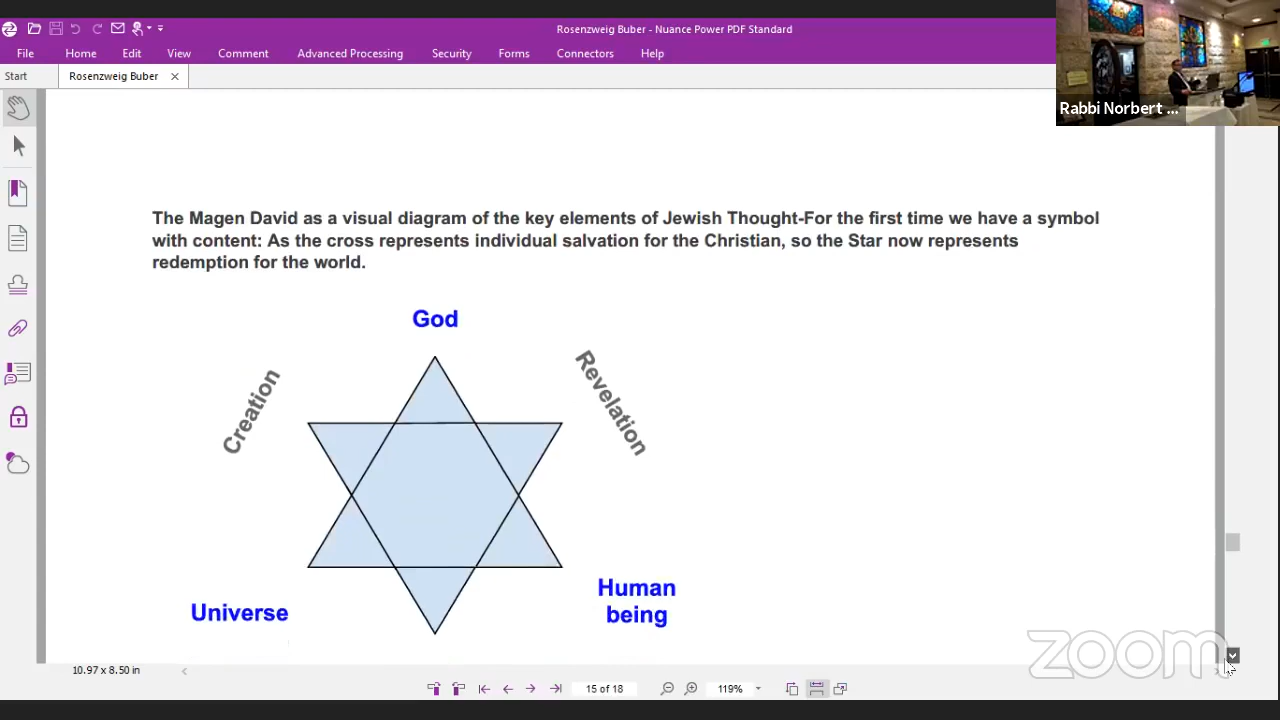 Rosenzweig Buber - Nuance Power PDF Standard
File Home Edit View Comment Advanced Processing Security Forms Connectors Help
Start Rosenzweig Buber
Rabbi Norbert ...
The Magen David as a visual diagram of the key elements of Jewish Thought-For the first time we have a symbol
with content: As the cross represents individual salvation for the Christian, so the Star now represents
redemption for the world.
God
Creation
Revelation
Universe
Human
being
zoom
10.97 x 8.50 in
15 of 18
119%